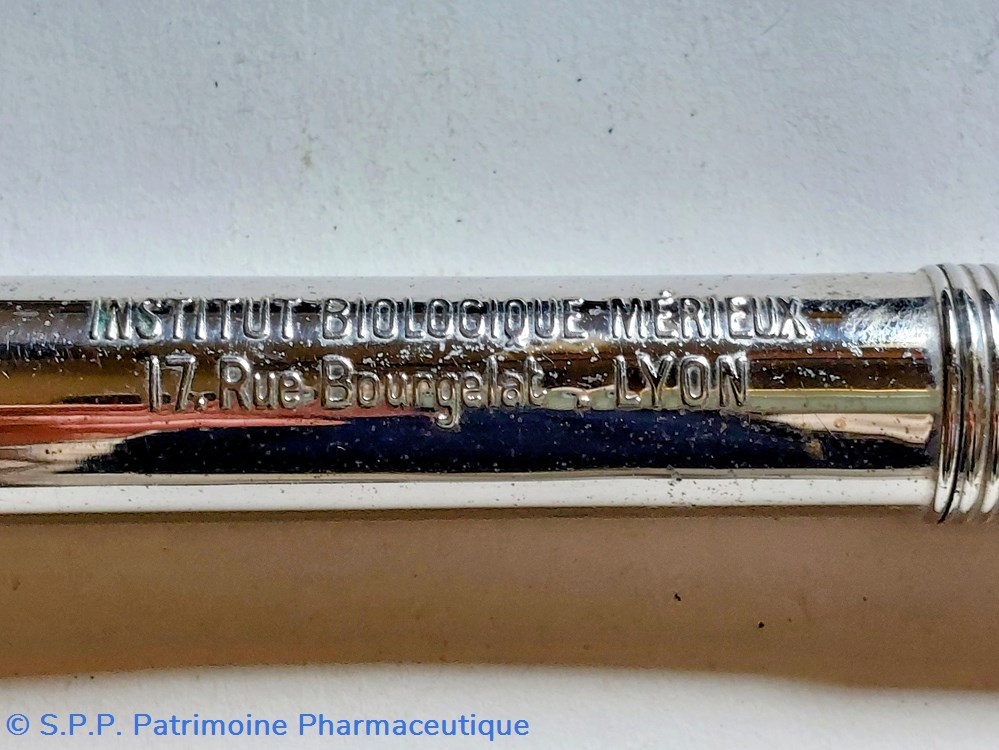 INSTITUT BIOLOGIQUE MÉRIEUX
17, Rue Bourgelat - LYON
© S.P.P. Patrimoine Pharmaceutique